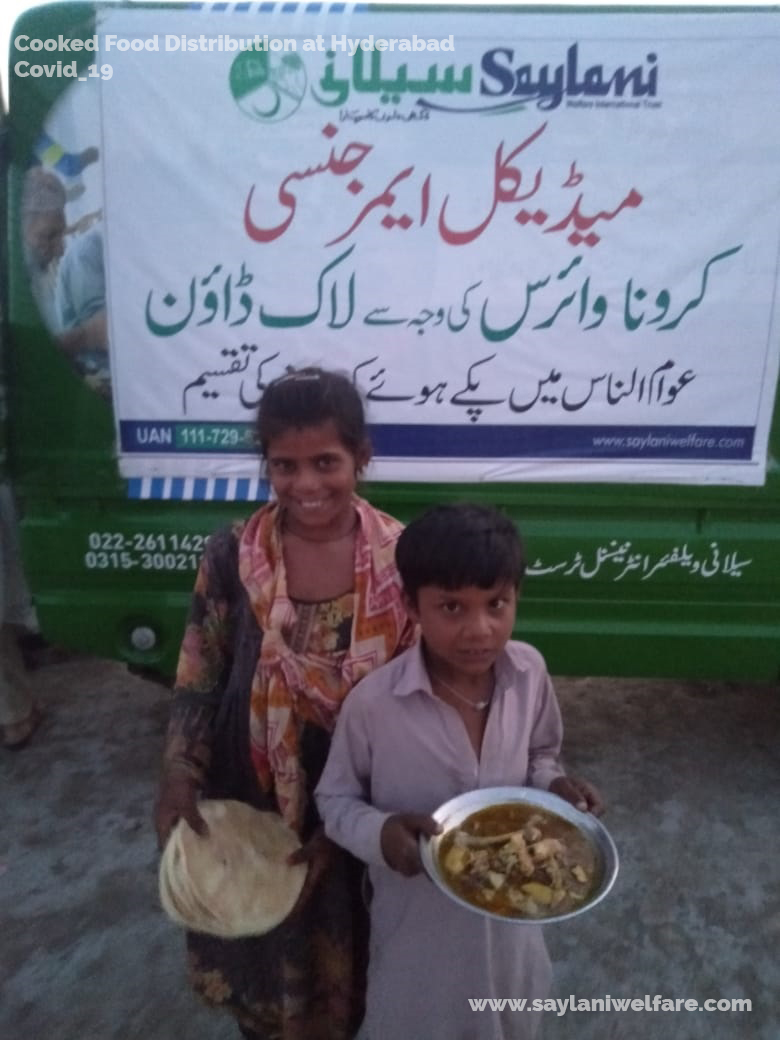 Cooked Food Distribution at Hyderabad
Covid_19
سیلانی Saylani
Welfare International Trust
میڈیکل ایمرجنسی
کرونا وائرس کی وجہ سے لاک ڈاؤن
عوام الناس میں پکے ہوئے کی تقسیم
UAN 111-729-
www.saylaniwelfare.com
022-261142
0315-30021
سیلانی ویلفئیر انٹرنیشنل ٹرسٹ
www.saylaniwelfare.com